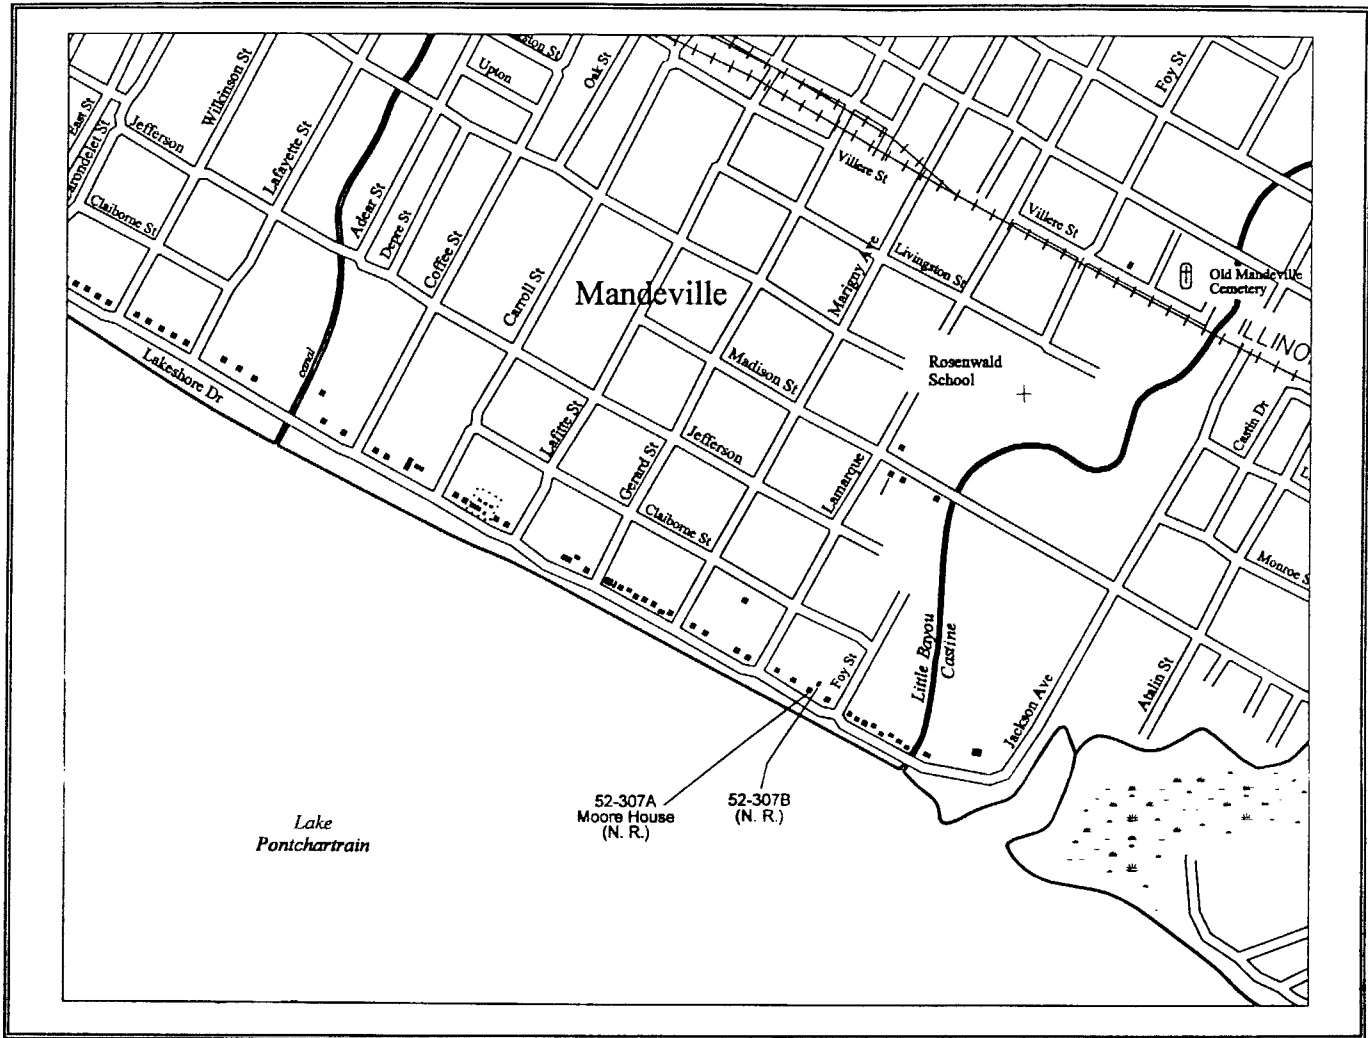 Wilkinson St
Upton
Oak St
Foy St
East St
Jefferson
Lafayette St
Villere St
Claiborne St
Adear St
Depre St
Coffee St
Villere St
Livingston St
Marigny Ave
Old Mandeville
Cemetery
Carroll St
Mandeville
ILLINO
canal
Lakeshore Dr
Madison St
Rosenwald
School
Lafitte St
Jefferson
Castin Dr
Gerard St
Lamarque
Claiborne St
Monroe S
Foy St
Little Bayou
Castine
Jackson Ave
Atalin St
52-307A
Moore House
(N. R.)
52-307B
(N. R.)
Lake
Pontchartrain